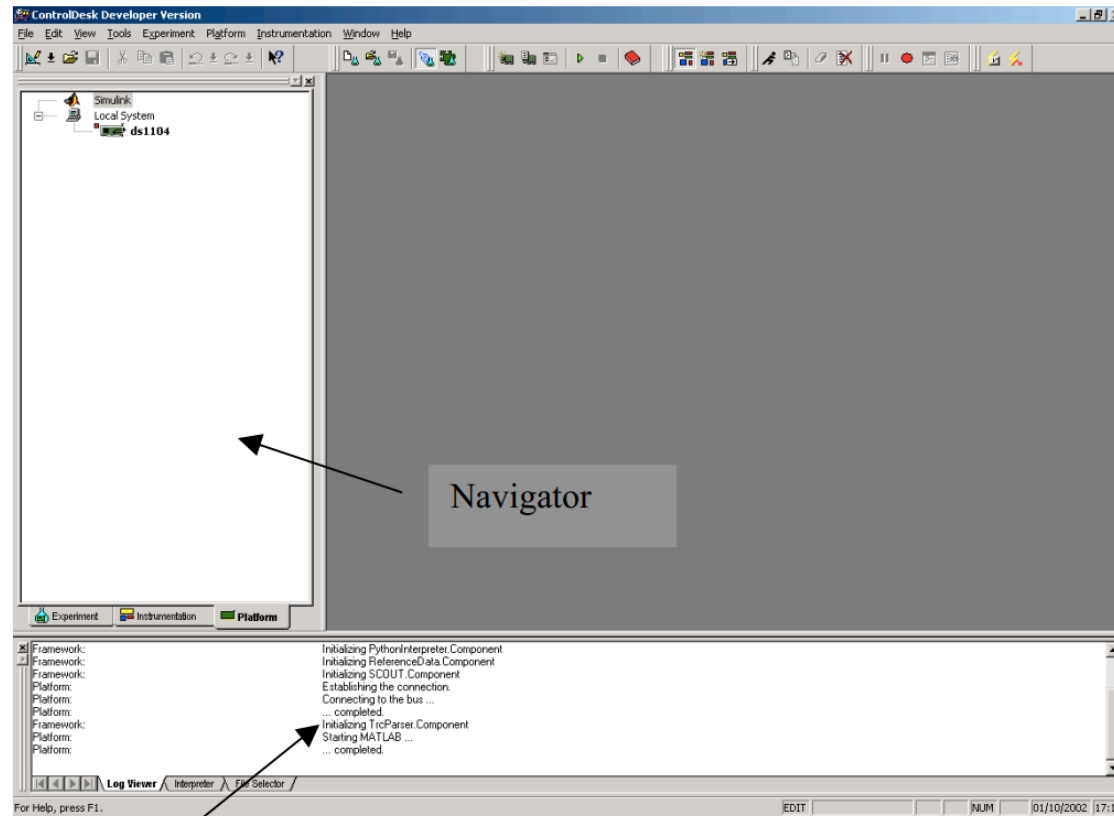 ControlDesk Developer Version
File Edit View Tools Experiment Platform Instrumentation Window Help
Simulink
Local System
ds1104
Navigator
Experiment Instrumentation Platform
Framework: Initializing PythonInterpreter.Component
Framework: Initializing ReferenceData.Component
Framework: Initializing SCOUT.Component
Platform: Establishing the connection.
Platform: Connecting to the bus ...
Platform: ... completed.
Framework: Initializing TrcParser.Component
Platform: Starting MATLAB ...
Platform: ... completed.
Log Viewer Interpreter File Selector
For Help, press F1. EDIT NUM 01/10/2002 17:1